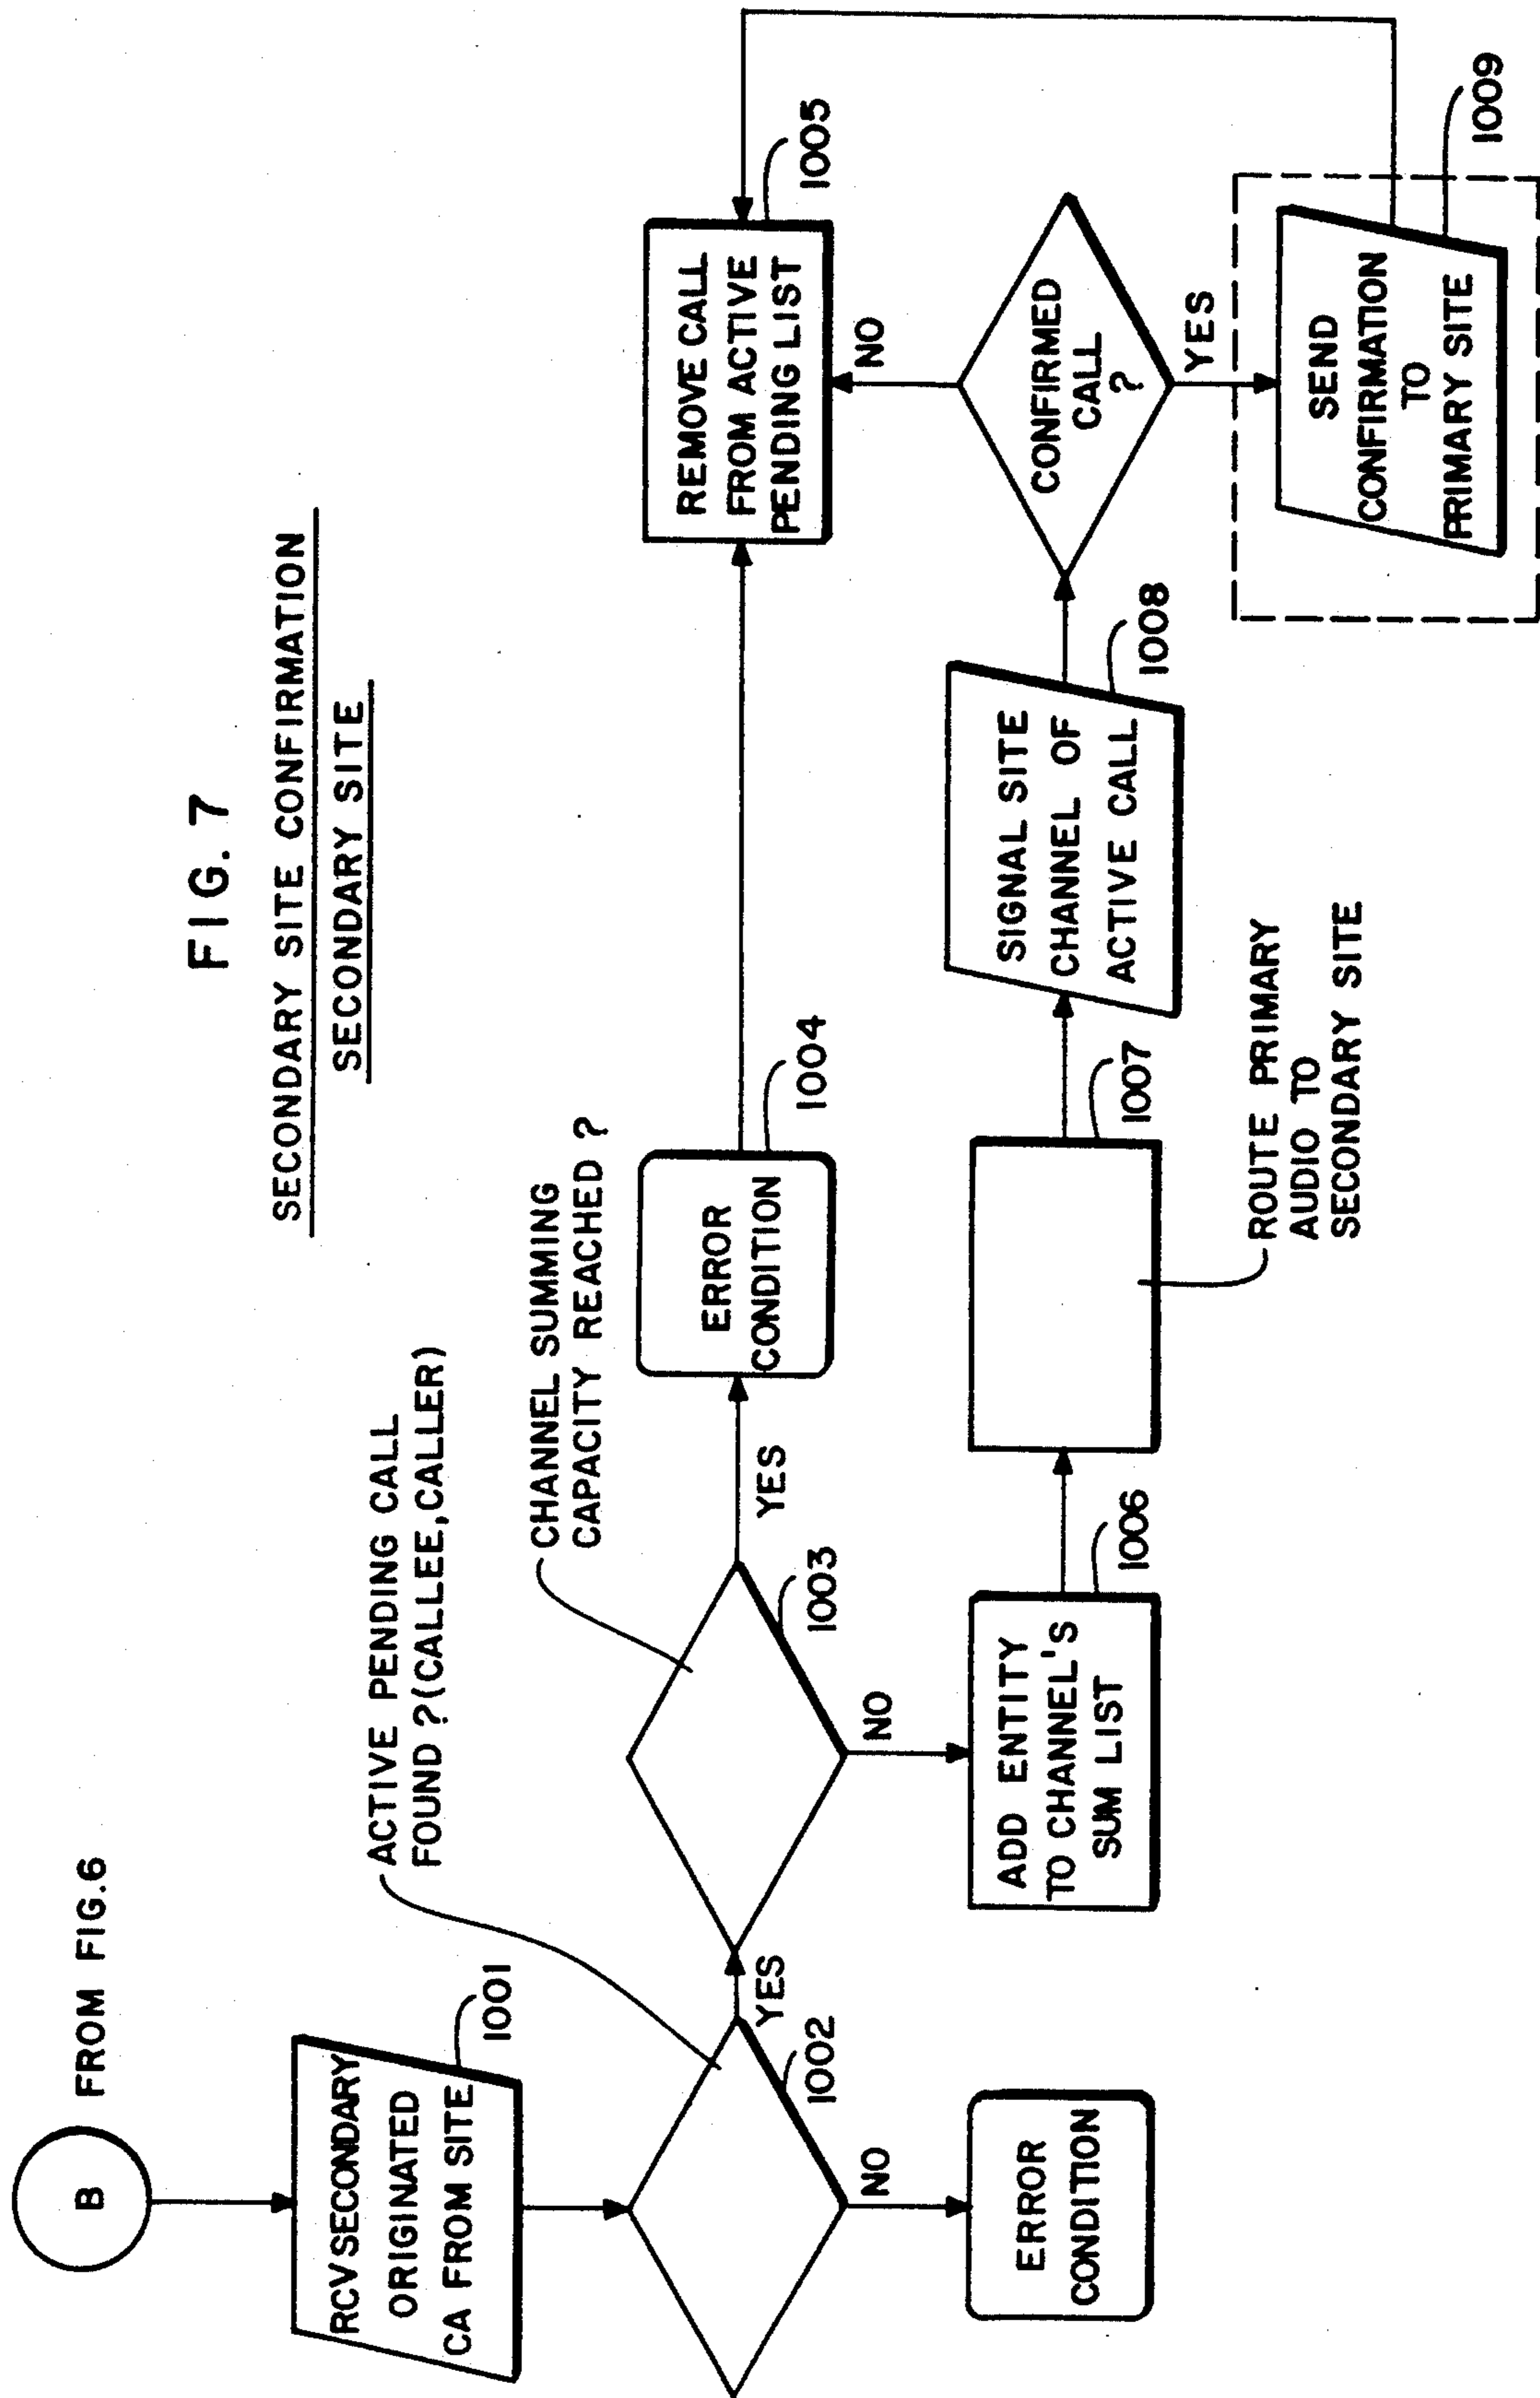 FIG. 7
SECONDARY SITE CONFIRMATION
SECONDARY SITE
B
FROM FIG.6
RCV SECONDARY
ORIGINATED
CA FROM SITE
1001
ACTIVE PENDING CALL
FOUND ?(CALLEE,CALLER)
1002
YES
NO
ERROR
CONDITION
CHANNEL SUMMING
CAPACITY REACHED ?
1003
YES
NO
ERROR
CONDITION
1004
REMOVE CALL
FROM ACTIVE
PENDING LIST
1005
ADD ENTITY
TO CHANNEL'S
SUM LIST
1006
1007
ROUTE PRIMARY
AUDIO TO
SECONDARY SITE
SIGNAL SITE
CHANNEL OF
ACTIVE CALL
1008
CONFIRMED
CALL
?
NO
YES
SEND
CONFIRMATION
TO
PRIMARY SITE
1009